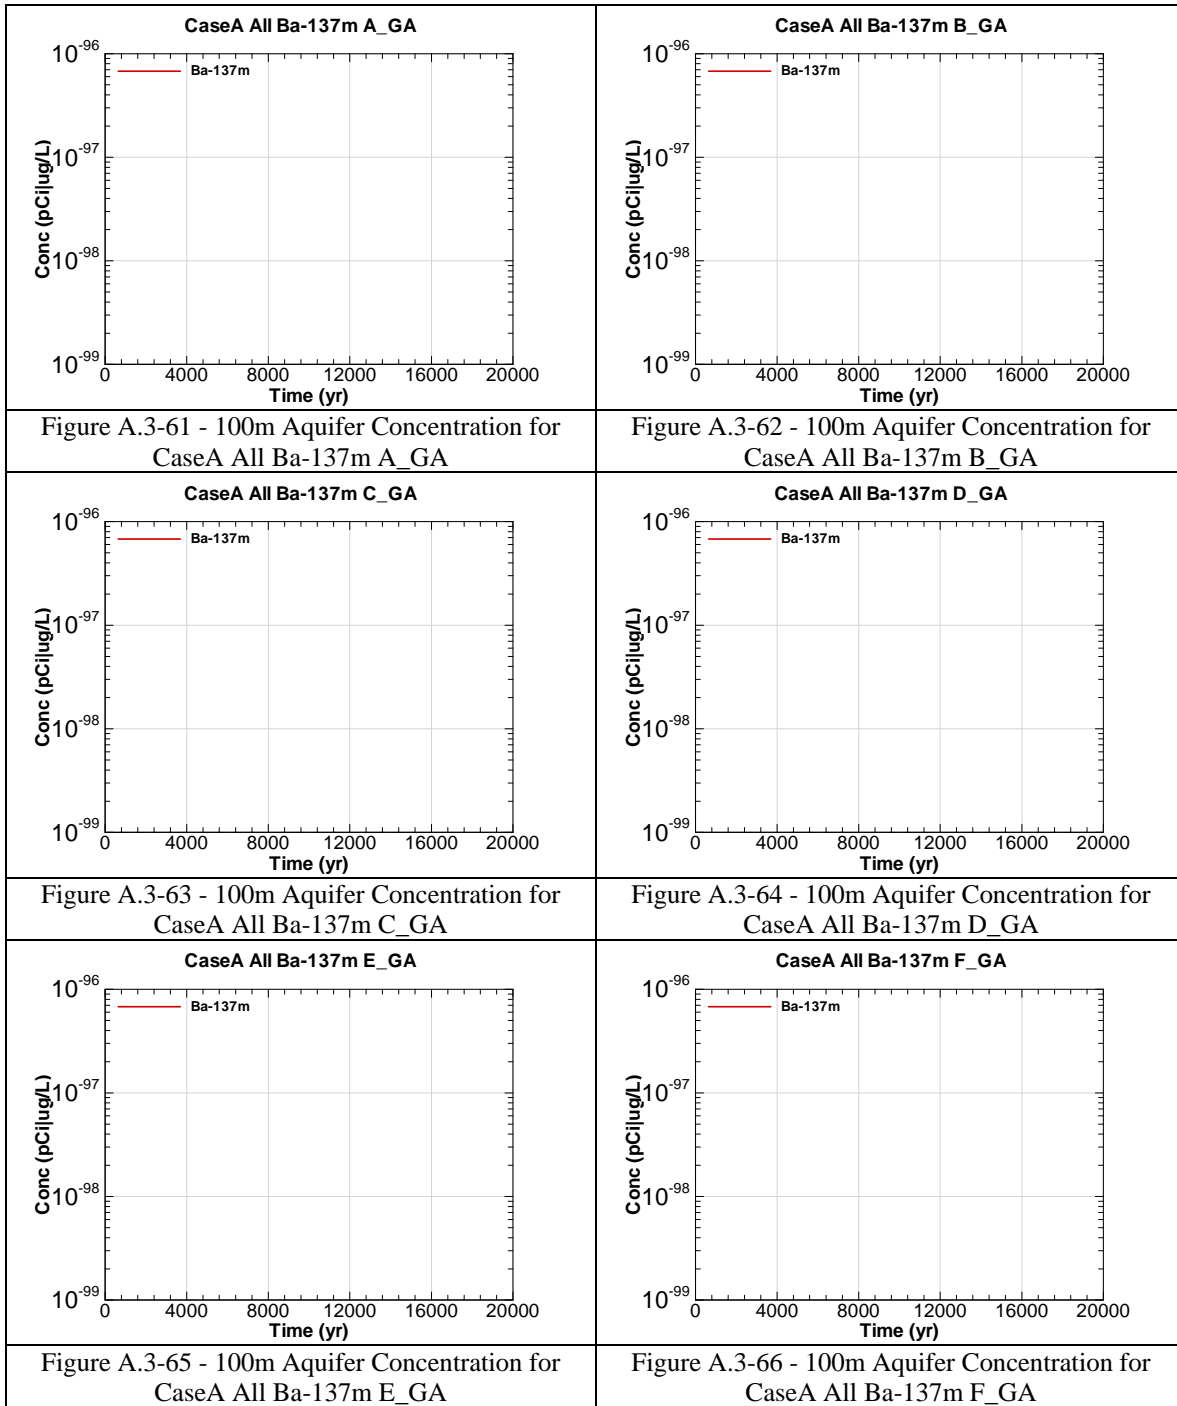 CaseA All Ba-137m A_GA
10-96
Ba-137m
10-97
Conc (pCi|ug/L)
10-98
10-99
0 4000 8000 12000 16000 20000
Time (yr)
Figure A.3-61 - 100m Aquifer Concentration for
CaseA All Ba-137m A_GA
CaseA All Ba-137m B_GA
10-96
Ba-137m
10-97
Conc (pCi|ug/L)
10-98
10-99
0 4000 8000 12000 16000 20000
Time (yr)
Figure A.3-62 - 100m Aquifer Concentration for
CaseA All Ba-137m B_GA
CaseA All Ba-137m C_GA
10-96
Ba-137m
10-97
Conc (pCi|ug/L)
10-98
10-99
0 4000 8000 12000 16000 20000
Time (yr)
Figure A.3-63 - 100m Aquifer Concentration for
CaseA All Ba-137m C_GA
CaseA All Ba-137m D_GA
10-96
Ba-137m
10-97
Conc (pCi|ug/L)
10-98
10-99
0 4000 8000 12000 16000 20000
Time (yr)
Figure A.3-64 - 100m Aquifer Concentration for
CaseA All Ba-137m D_GA
CaseA All Ba-137m E_GA
10-96
Ba-137m
10-97
Conc (pCi|ug/L)
10-98
10-99
0 4000 8000 12000 16000 20000
Time (yr)
Figure A.3-65 - 100m Aquifer Concentration for
CaseA All Ba-137m E_GA
CaseA All Ba-137m F_GA
10-96
Ba-137m
10-97
Conc (pCi|ug/L)
10-98
10-99
0 4000 8000 12000 16000 20000
Time (yr)
Figure A.3-66 - 100m Aquifer Concentration for
CaseA All Ba-137m F_GA